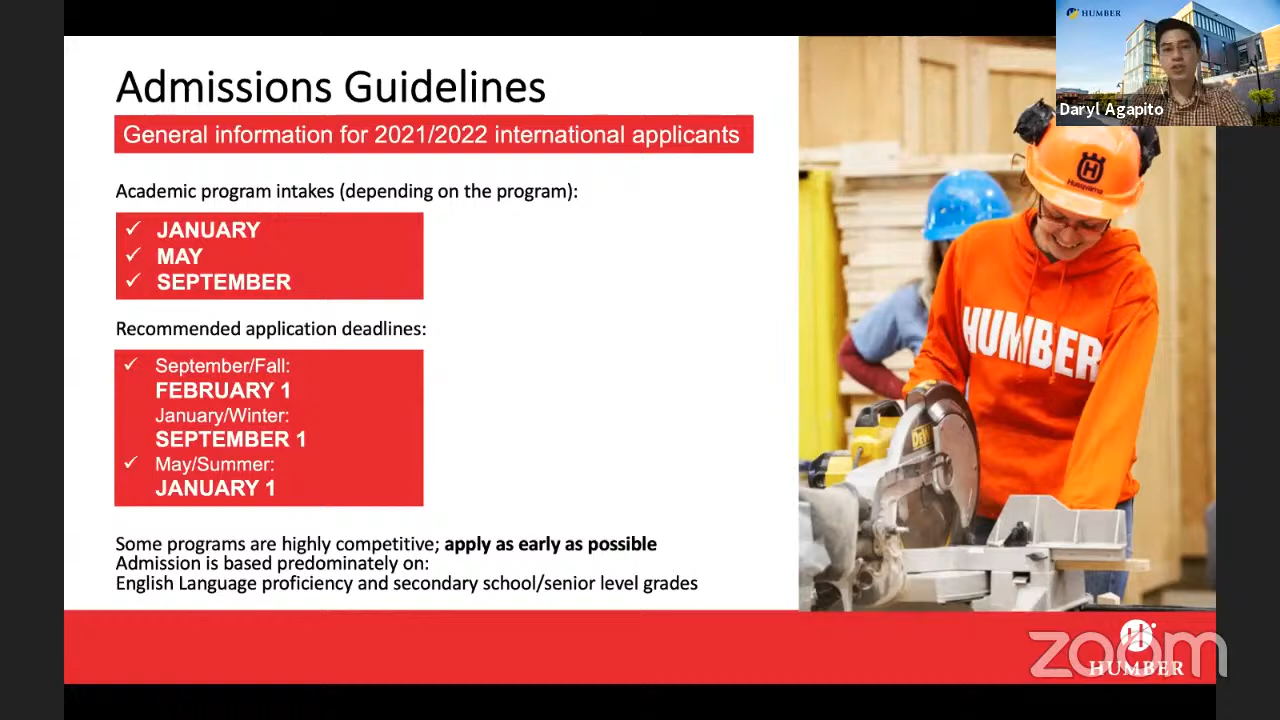 Admissions Guidelines
General information for 2021/2022 international applicants
Academic program intakes (depending on the program):
✓ JANUARY
✓ MAY
✓ SEPTEMBER
Recommended application deadlines:
✓ September/Fall:
FEBRUARY 1
January/Winter:
SEPTEMBER 1
✓ May/Summer:
JANUARY 1
Some programs are highly competitive; apply as early as possible
Admission is based predominately on:
English Language proficiency and secondary school/senior level grades
HUMBER
Daryl Agapito
Husqvarna
HUMBER
DEWALT
zoom
HUMBER